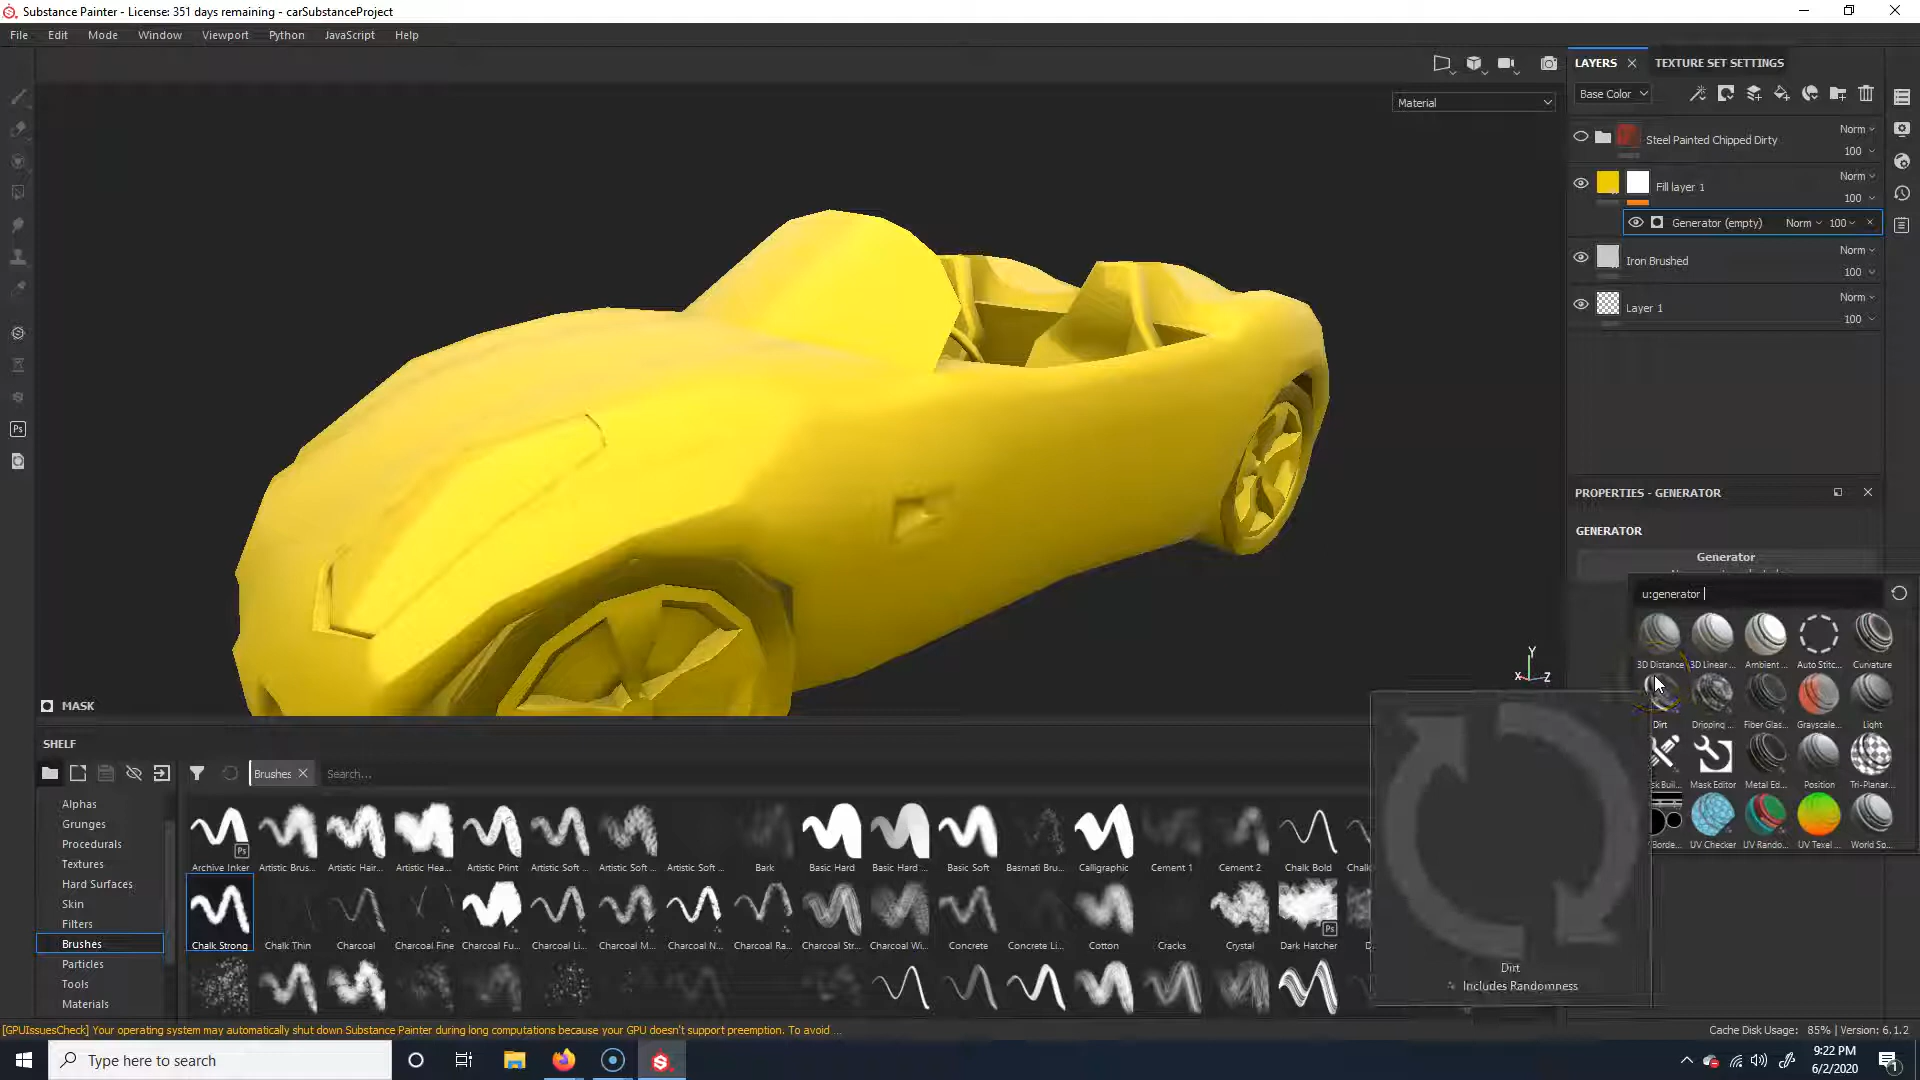 Substance Painter - License: 351 days remaining - carSubstanceProject
File Edit Mode Window Viewport Python JavaScript Help
LAYERS TEXTURE SET SETTINGS
Base Color
Material
Steel Painted Chipped Dirty Norm 100
Fill layer 1 Norm 100
Generator (empty) Norm 100
Iron Brushed Norm 100
Layer 1 Norm 100
PROPERTIES - GENERATOR
GENERATOR
Generator
u:generator
3D Distance 3D Linear ... Ambient ... Auto Stitc... Curvature
Dirt Dripping ... Fiber Glas... Grayscale... Light
Mask Editor Metal Ed... Position Tri-Planar...
UV Checker UV Rando... UV Texel ... World Sp...
Y
X Z
Dirt
Includes Randomness
MASK
SHELF
Brushes Search...
Alphas
Grunges
Procedurals
Textures
Hard Surfaces
Skin
Filters
Brushes
Particles
Tools
Materials
Archive Inker Artistic Brus... Artistic Hair... Artistic Hea... Artistic Print Artistic Soft ... Artistic Soft ... Artistic Soft ... Bark Basic Hard Basic Hard ... Basic Soft Basmati Bru... Calligraphic Cement 1 Cement 2 Chalk Bold
Chalk Strong Chalk Thin Charcoal Charcoal Fine Charcoal Fu... Charcoal Li... Charcoal M... Charcoal N... Charcoal Ra... Charcoal Str... Charcoal Wi... Concrete Concrete Li... Cotton Cracks Crystal Dark Hatcher
Ps
Ps
Ps
[GPUIssuesCheck] Your operating system may automatically shut down Substance Painter during long computations because your GPU doesn't support preemption. To avoid ...
Cache Disk Usage: 85% | Version: 6.1.2
Type here to search
9:22 PM
6/2/2020